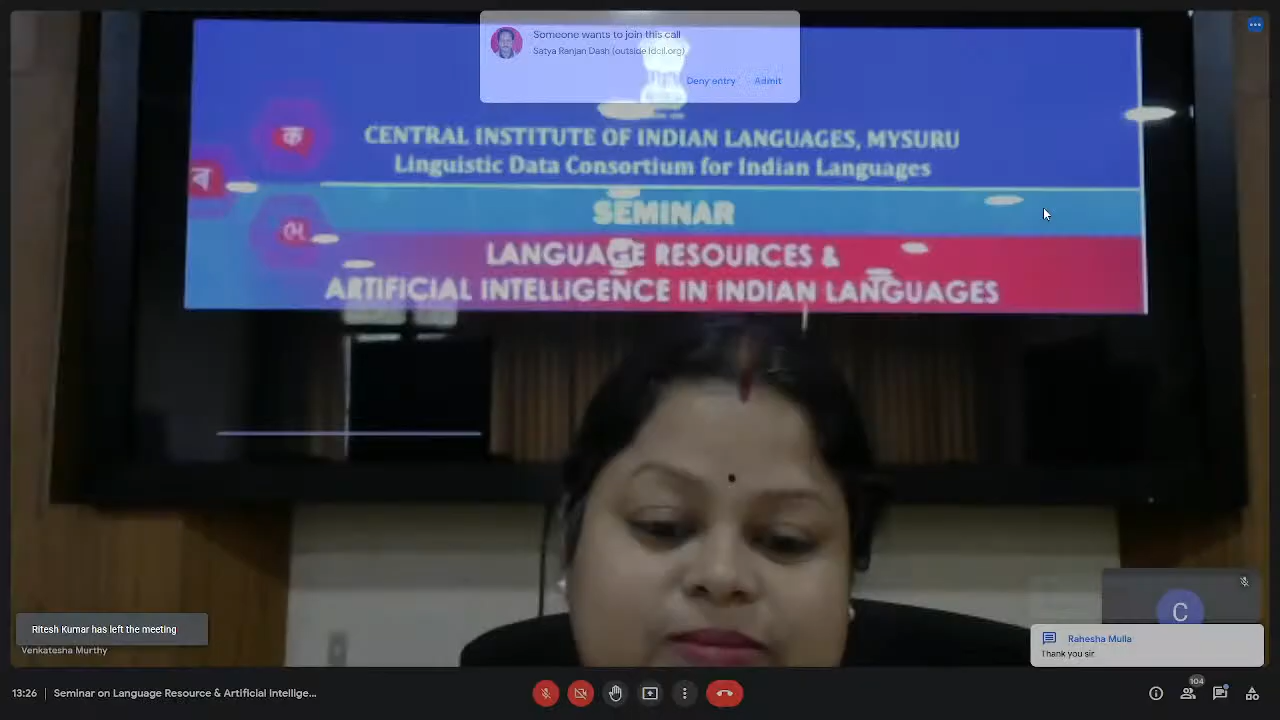 Someone wants to join this call
Satya Ranjan Dash (outside ldcil.org)
Deny entry
Admit
क
ৰ
CENTRAL INSTITUTE OF INDIAN LANGUAGES, MYSURU
Linguistic Data Consortium for Indian Languages
SEMINAR
LANGUAGE RESOURCES &
ARTIFICIAL INTELLIGENCE IN INDIAN LANGUAGES
C
Ritesh Kumar has left the meeting
Venkatesha Murthy
Rahesha Mulla
Thank you sir
13:26 | Seminar on Language Resource & Artificial Intellige...
104